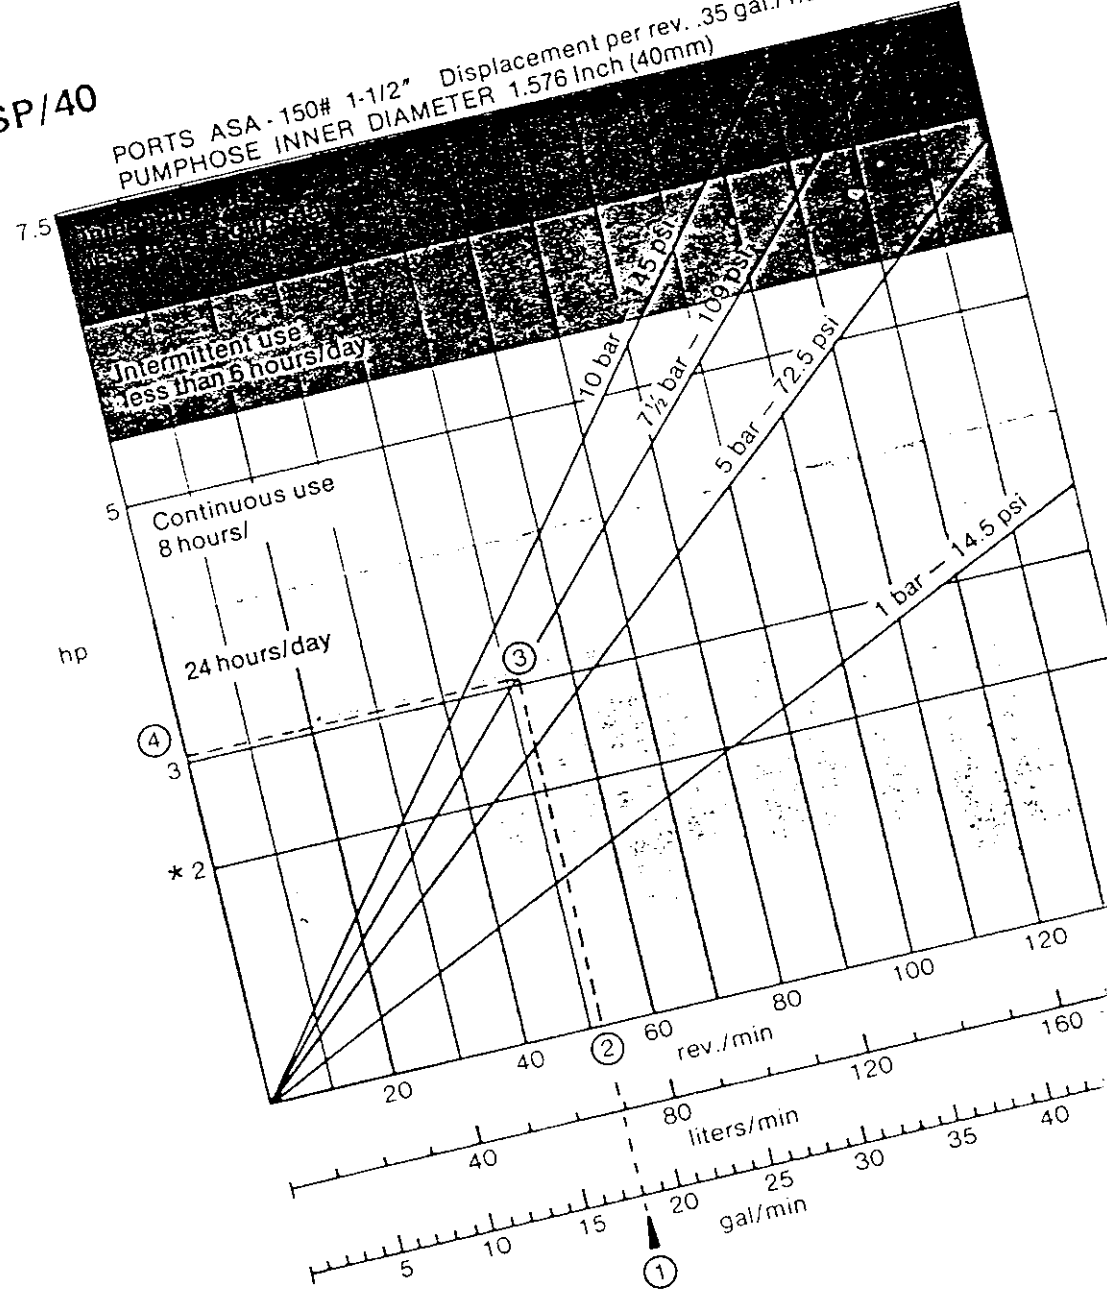 SP/40
PORTS ASA - 150# 1-1/2" Displacement per rev. .35 gal./
PUMPHOSE INNER DIAMETER 1.576 Inch (40mm)
7.5
Intermittent use
less than 6 hours/day
10 bar 145 psi
7½ bar — 109 psi
5 bar — 72.5 psi
1 bar — 14.5 psi
5
Continuous use
8 hours/
24 hours/day
hp
③
④
3
* 2
②
20
40
60
80
100
120
rev./min
40
80
120
160
liters/min
5
10
15
20
25
30
35
40
gal/min
①